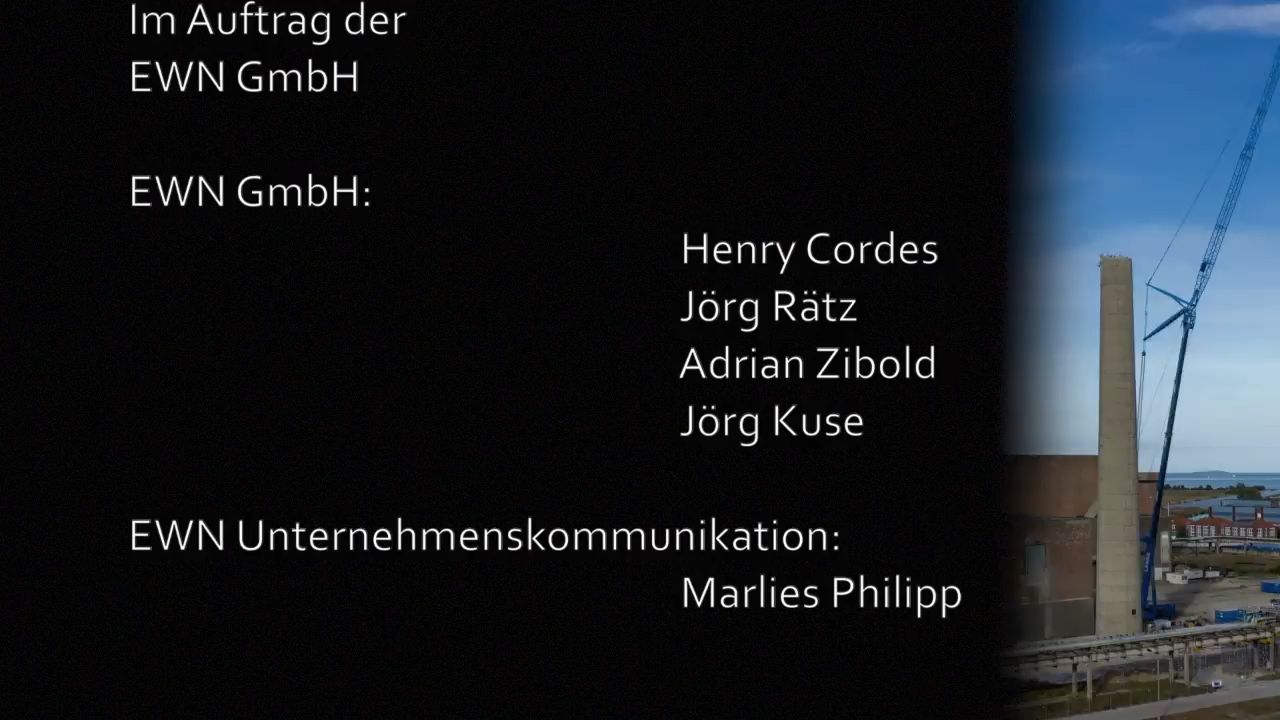 Im Auftrag der
EWN GmbH
EWN GmbH:
Henry Cordes
Jörg Rätz
Adrian Zibold
Jörg Kuse
EWN Unternehmenskommunikation:
Marlies Philipp